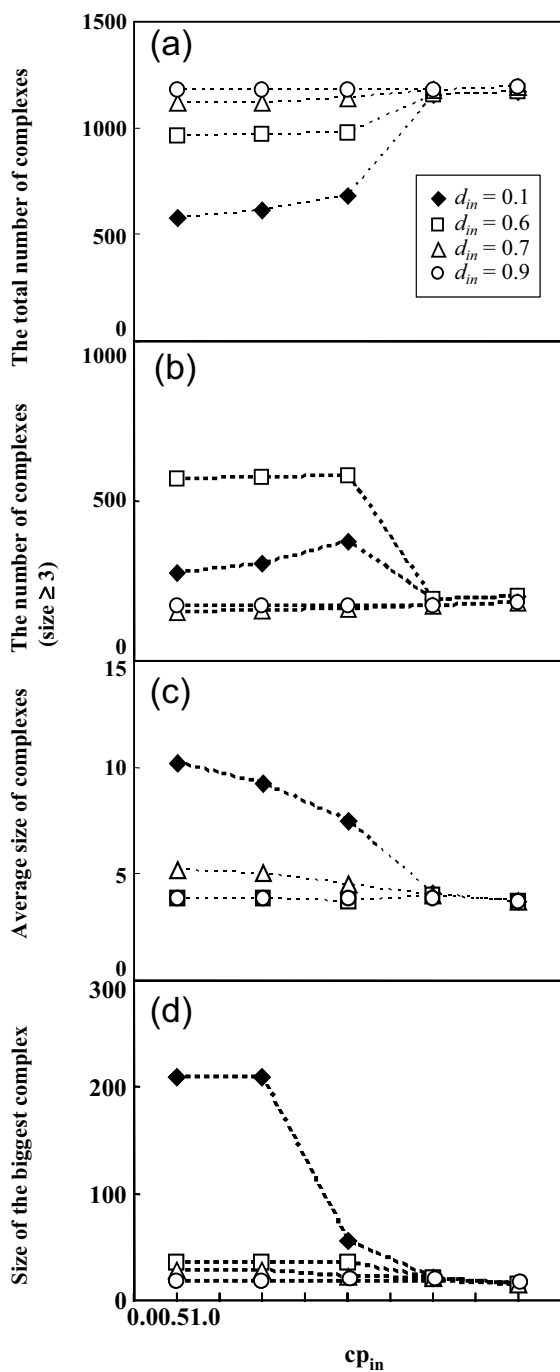 (a)
The total number of complexes
1500
1000
500
0
d_in = 0.1
d_in = 0.6
d_in = 0.7
d_in = 0.9
(b)
The number of complexes
(size ≥ 3)
1000
500
0
(c)
Average size of complexes
15
10
5
0
(d)
Size of the biggest complex
300
200
100
0
0.00.51.0
cp_in